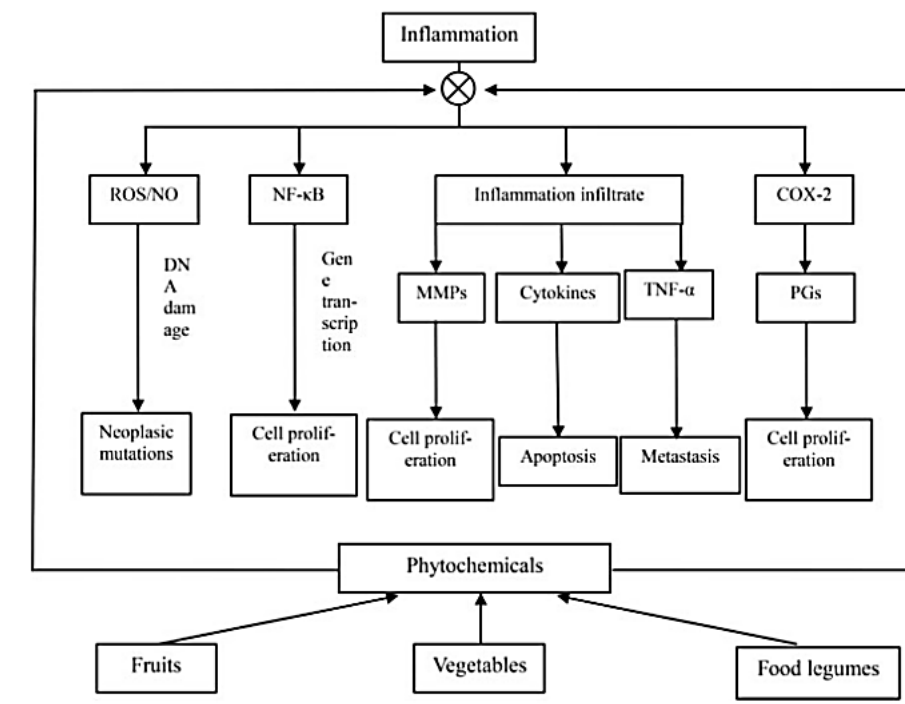 Inflammation
ROS/NO
NF-κB
Inflammation infiltrate
COX-2
DN
A
dam
age
Gen
e
tran-
scrip
tion
MMPs
Cytokines
TNF-α
PGs
Neoplasic
mutations
Cell prolif-
eration
Cell prolif-
eration
Apoptosis
Metastasis
Cell prolif-
eration
Phytochemicals
Fruits
Vegetables
Food legumes